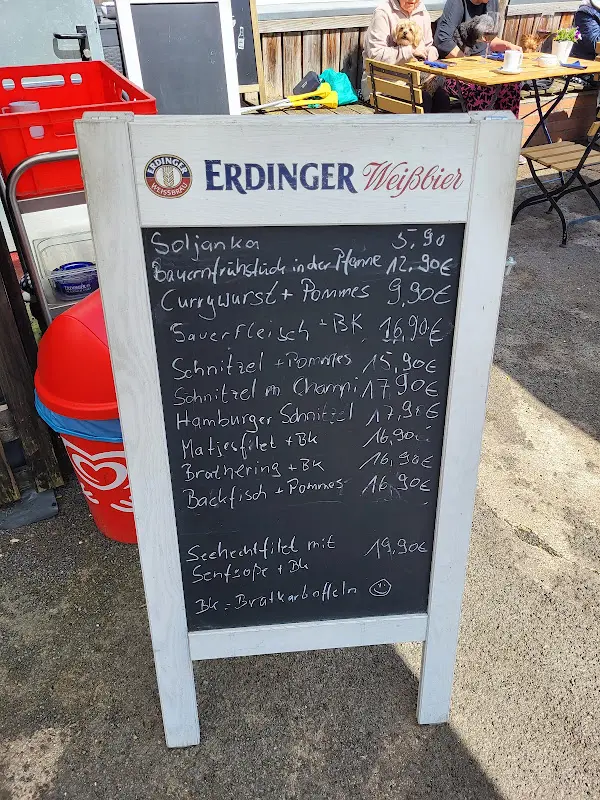 ERDINGER
WEISSBRÄU
ERDINGER Weißbier
Soljanka 5,90
Bauernfrühstück in der Pfanne 12,90€
Currywurst + Pommes 9,90€
Sauerfleisch + BK 16,90€
Schnitzel + Pommes 15,90€
Schnitzel m Champi 17,90€
Hamburger Schnitzel 17,90€
Matjesfilet + Bk 16,90€
Brathering + BK 16,90€
Backfisch + Pommes 16,90€
Seehechtfilet mit 19,90€
Senfsoße + Bk
Bk = Bratkartoffeln